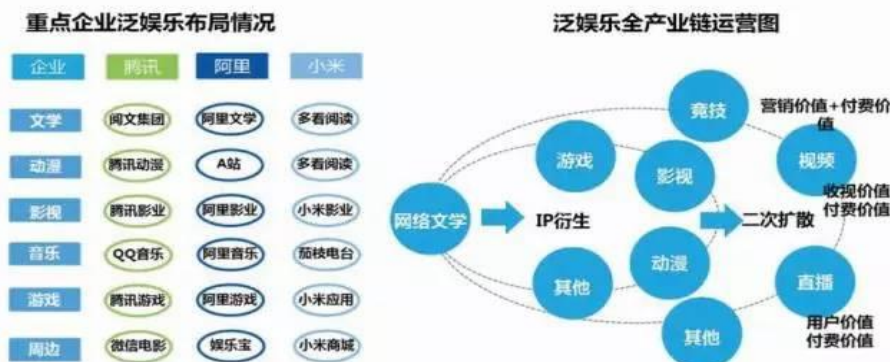 重点企业泛娱乐布局情况
企业 腾讯 阿里 小米
文学 阅文集团 阿里文学 多看阅读
动漫 腾讯动漫 A站 多看阅读
影视 腾讯影业 阿里影业 小米影业
音乐 QQ音乐 阿里音乐 茄枝电台
游戏 腾讯游戏 阿里游戏 小米应用
周边 微信电影 娱乐宝 小米商城
泛娱乐全产业链运营图
竞技
营销价值+付费价
值
游戏
影视
视频
收视价值
付费价值
网络文学
IP衍生
二次扩散
动漫
其他
直播
其他
用户价值
付费价值